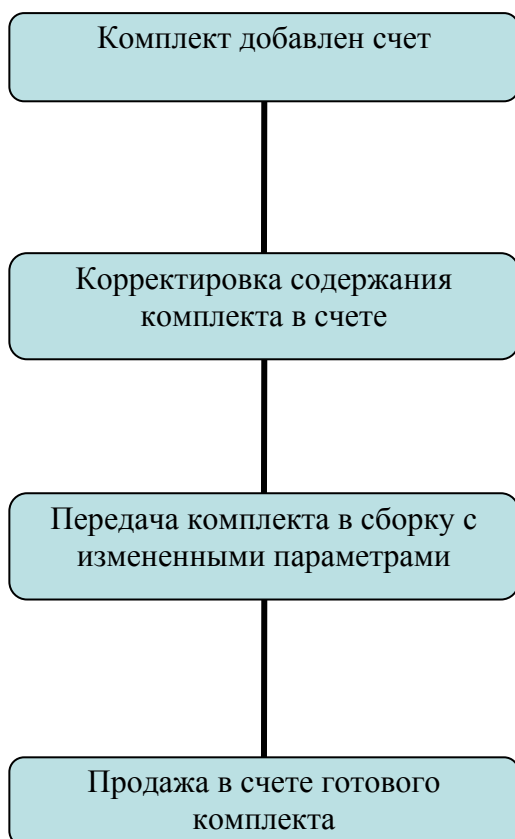 Комплект добавлен счет
Корректировка содержания
комплекта в счете
Передача комплекта в сборку с
измененными параметрами
Продажа в счете готового
комплекта